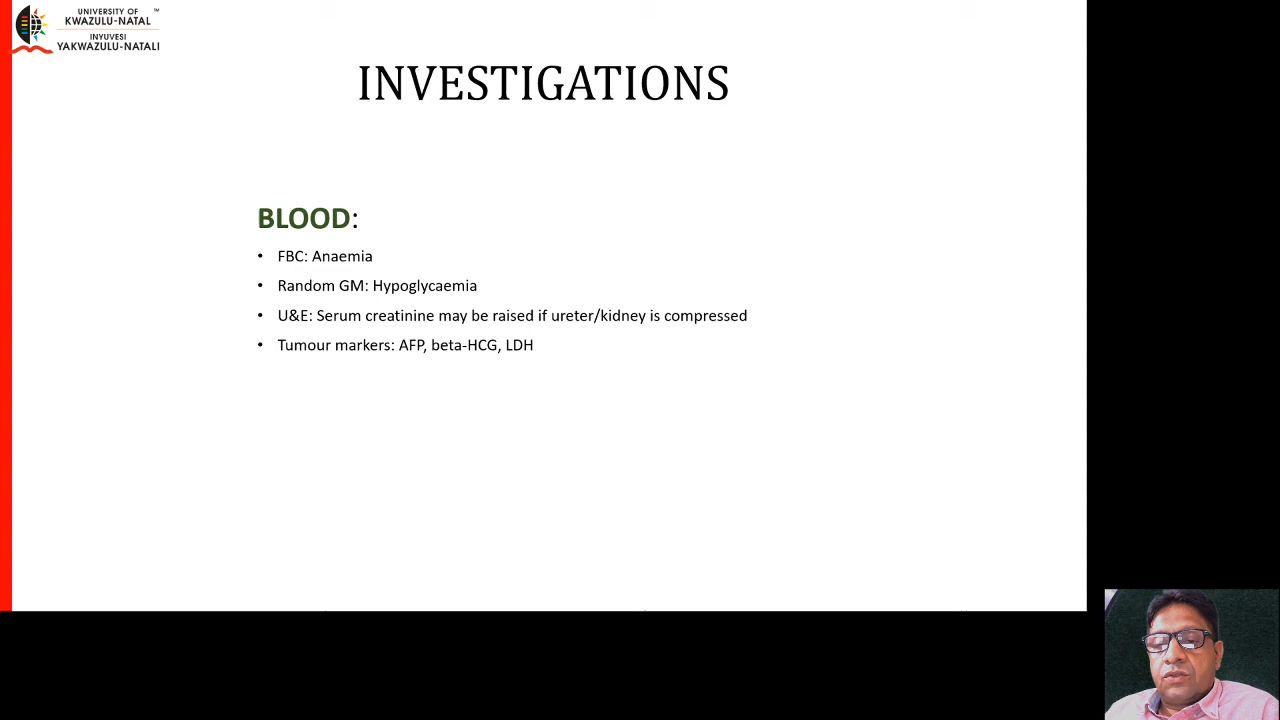 UNIVERSITY OF ™
KWAZULU-NATAL
INYUVESI
YAKWAZULU-NATALI
INVESTIGATIONS
BLOOD:
• FBC: Anaemia
• Random GM: Hypoglycaemia
• U&E: Serum creatinine may be raised if ureter/kidney is compressed
• Tumour markers: AFP, beta-HCG, LDH